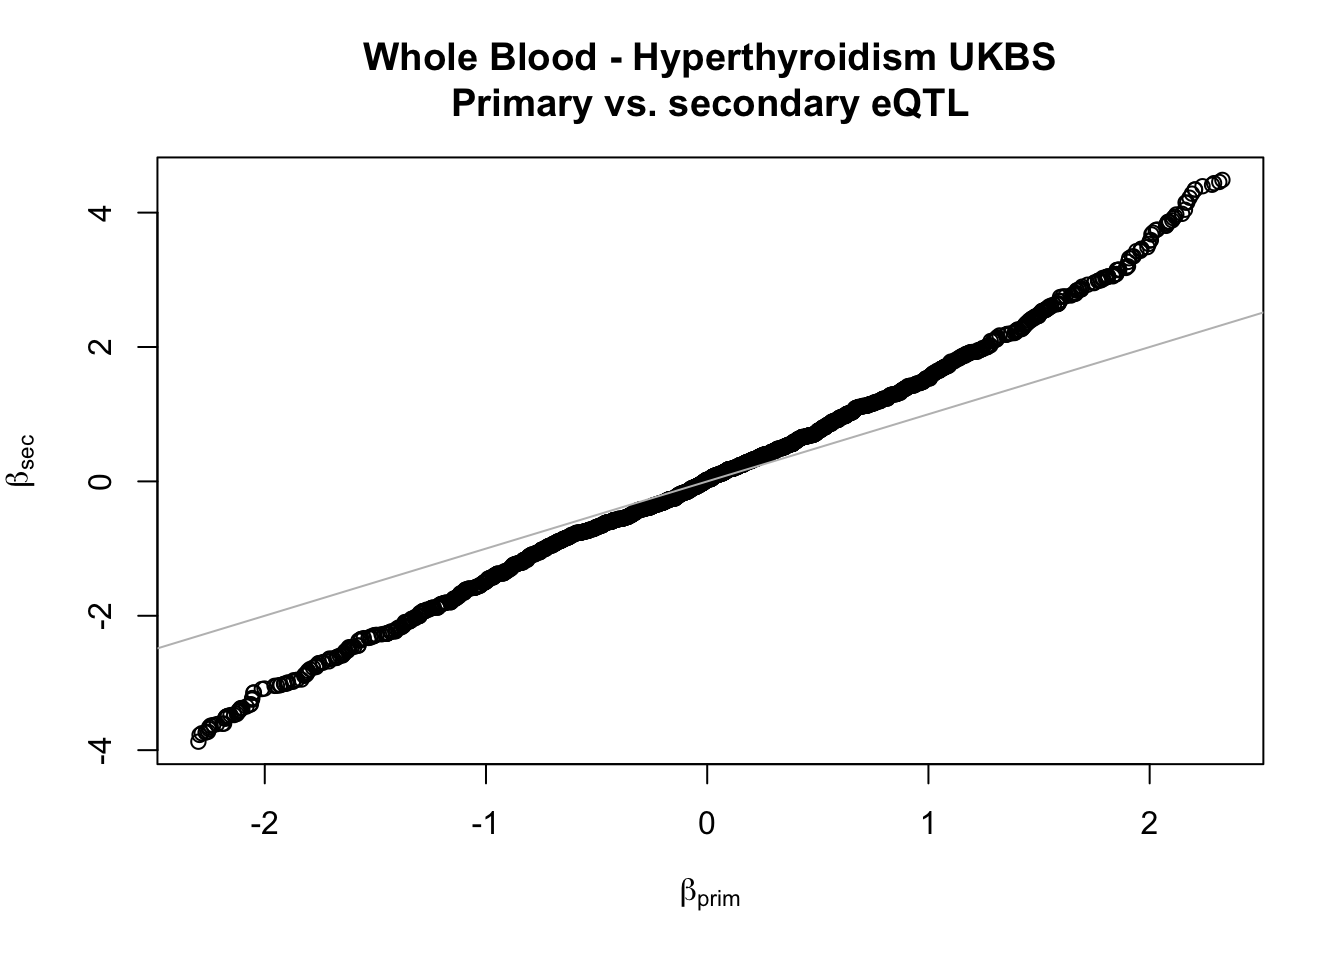 Whole Blood - Hyperthyroidism UKBS
Primary vs. secondary eQTL
4
2
0
-2
-4
βsec
-2 -1 0 1 2
βprim